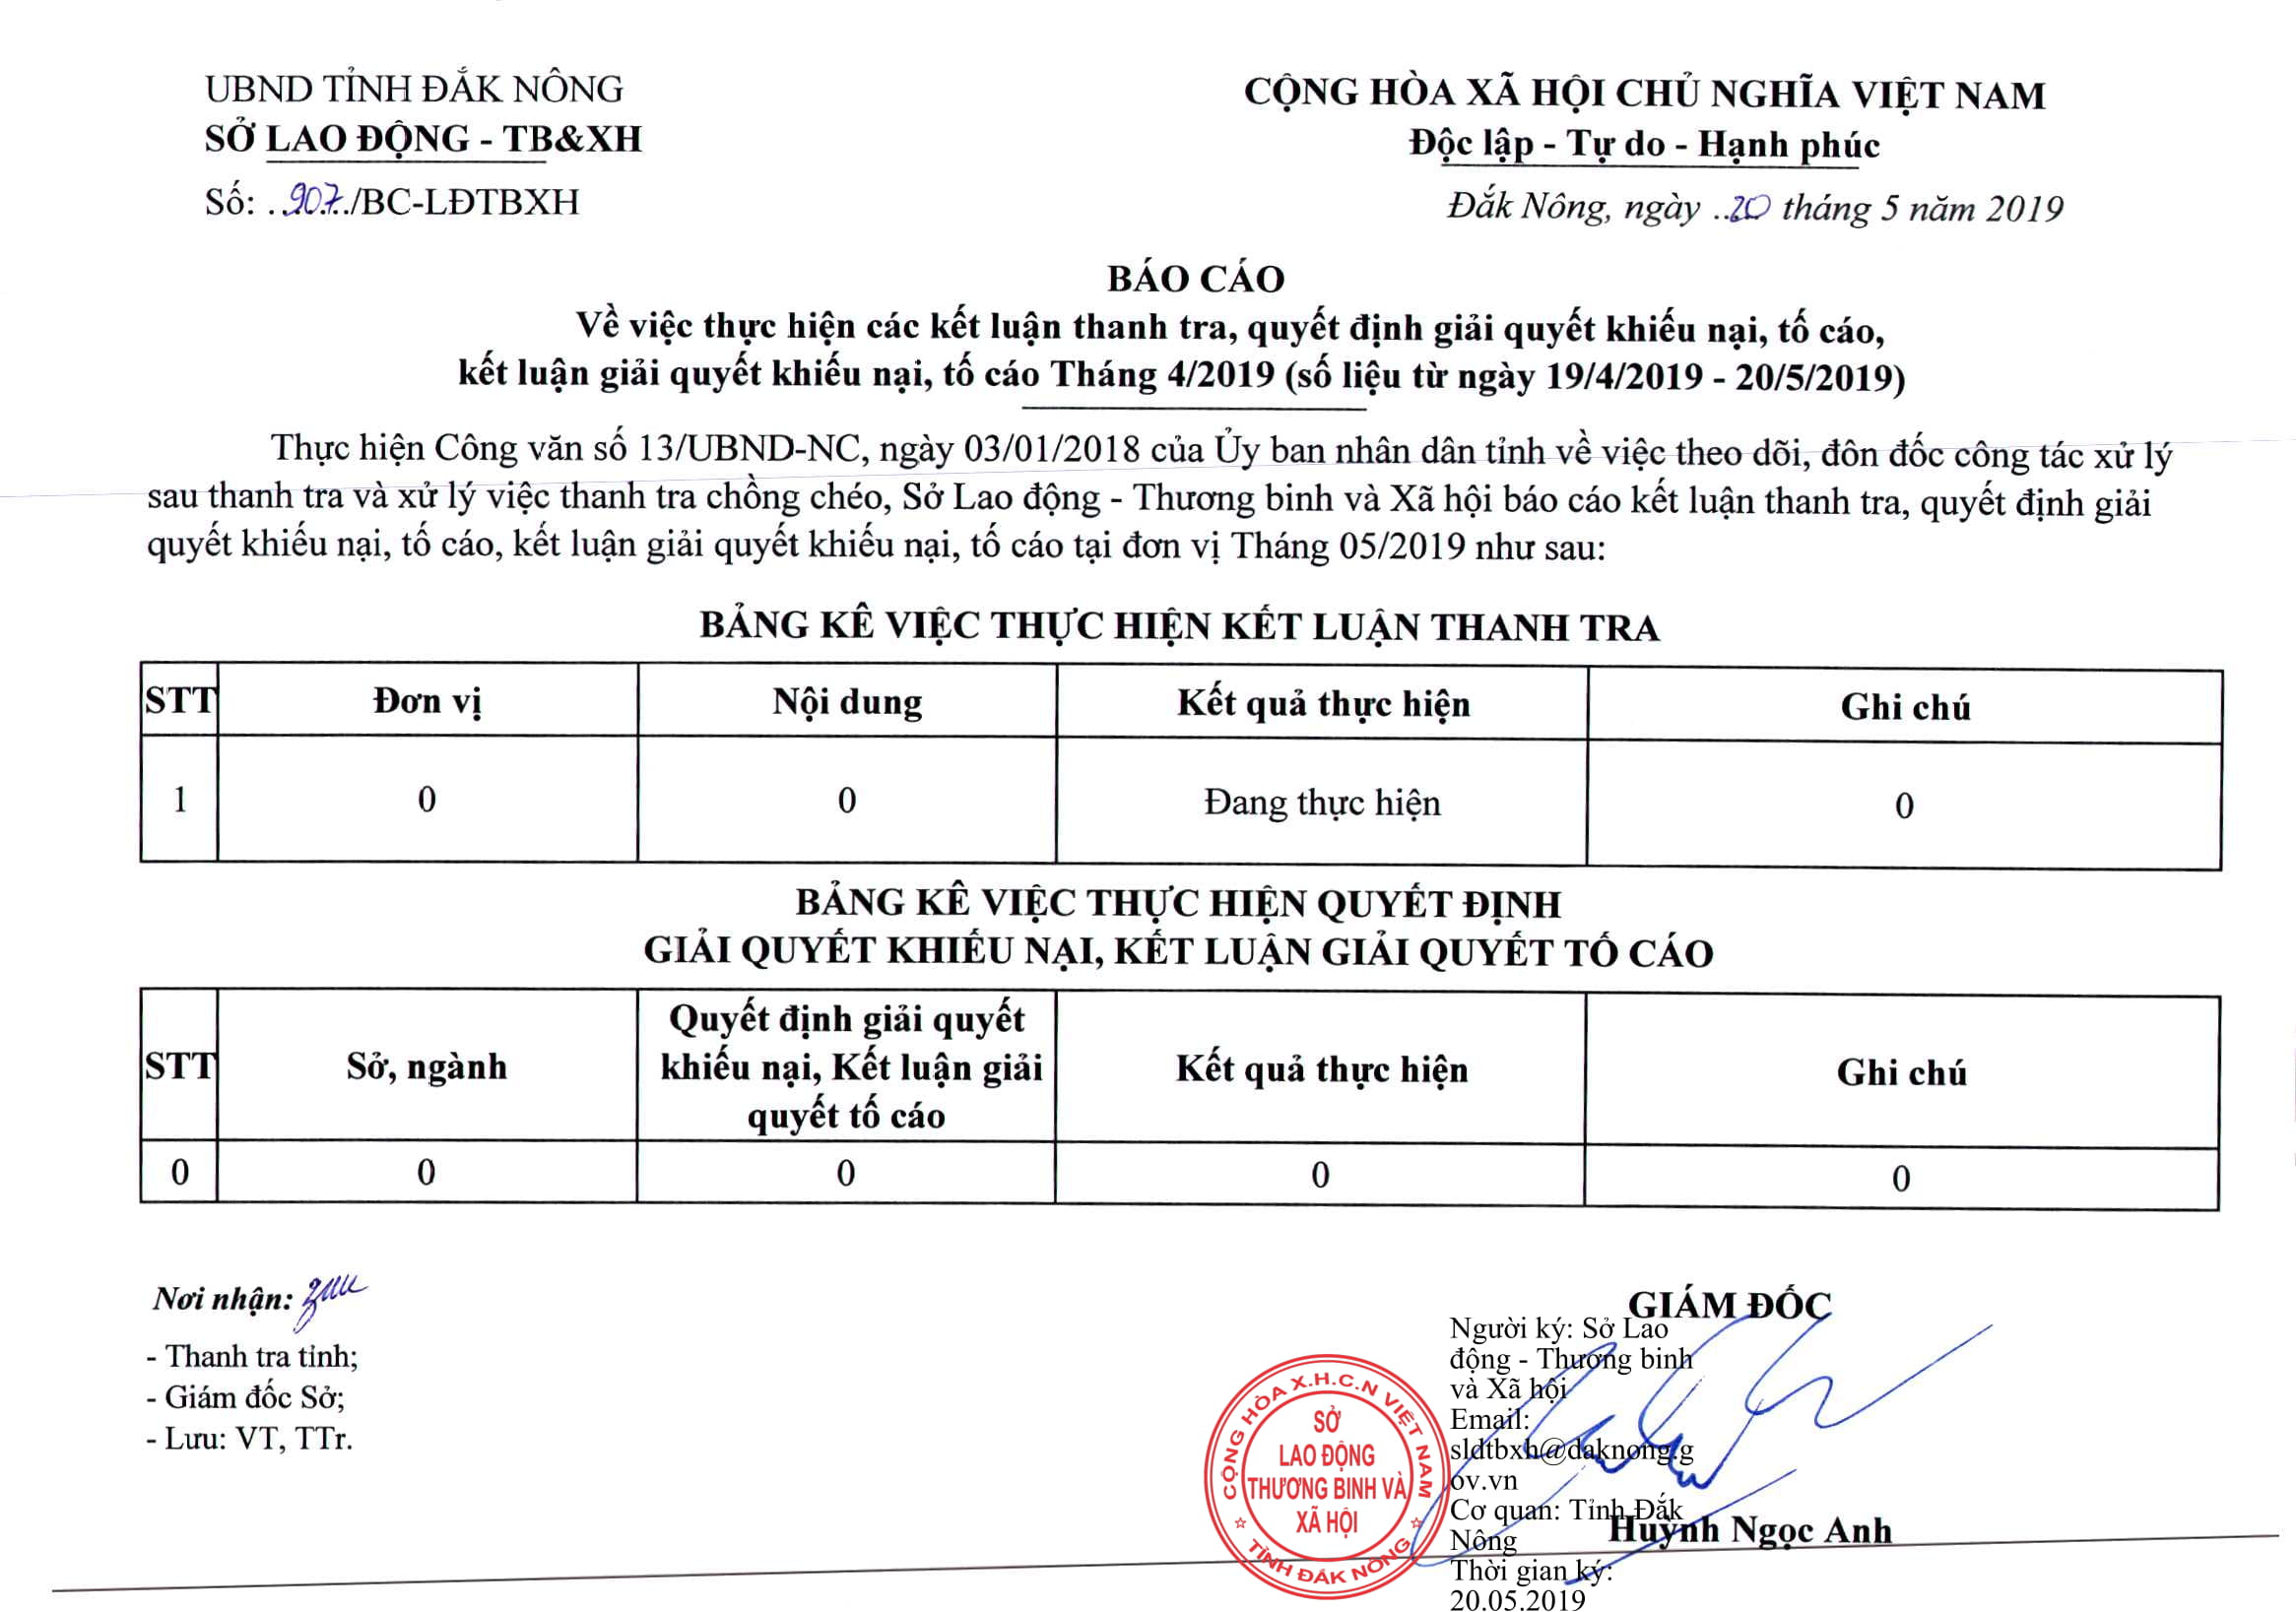 UBND TỈNH ĐẮK NÔNG
SỞ LAO ĐỘNG - TB&XH
Số: ..907../BC-LĐTBXH
CỘNG HÒA XÃ HỘI CHỦ NGHĨA VIỆT NAM
Độc lập - Tự do - Hạnh phúc
Đắk Nông, ngày ..20 tháng 5 năm 2019
BÁO CÁO
Về việc thực hiện các kết luận thanh tra, quyết định giải quyết khiếu nại, tố cáo,
kết luận giải quyết khiếu nại, tố cáo Tháng 4/2019 (số liệu từ ngày 19/4/2019 - 20/5/2019)
Thực hiện Công văn số 13/UBND-NC, ngày 03/01/2018 của Ủy ban nhân dân tỉnh về việc theo dõi, đôn đốc công tác xử lý
sau thanh tra và xử lý việc thanh tra chồng chéo, Sở Lao động - Thương binh và Xã hội báo cáo kết luận thanh tra, quyết định giải
quyết khiếu nại, tố cáo, kết luận giải quyết khiếu nại, tố cáo tại đơn vị Tháng 05/2019 như sau:
BẢNG KÊ VIỆC THỰC HIỆN KẾT LUẬN THANH TRA
STT Đơn vị Nội dung Kết quả thực hiện Ghi chú
1 0 0 Đang thực hiện 0
BẢNG KÊ VIỆC THỰC HIỆN QUYẾT ĐỊNH
GIẢI QUYẾT KHIẾU NẠI, KẾT LUẬN GIẢI QUYẾT TỐ CÁO
STT Sở, ngành Quyết định giải quyết
khiếu nại, Kết luận giải
quyết tố cáo Kết quả thực hiện Ghi chú
0 0 0 0 0
Nơi nhận:
- Thanh tra tỉnh;
- Giám đốc Sở;
- Lưu: VT, TTr.
GIÁM ĐỐC
Người ký: Sở Lao
động - Thương binh
và Xã hội
Email:
sldtbxh@daknong.g
ov.vn
Cơ quan: Tỉnh Đắk
Nông
Thời gian ký:
20.05.2019
Huỳnh Ngọc Anh
CỘNG HÒA X.H.C.N VIỆT NAM
SỞ
LAO ĐỘNG
THƯƠNG BINH VÀ
XÃ HỘI
TỈNH ĐẮK NÔNG